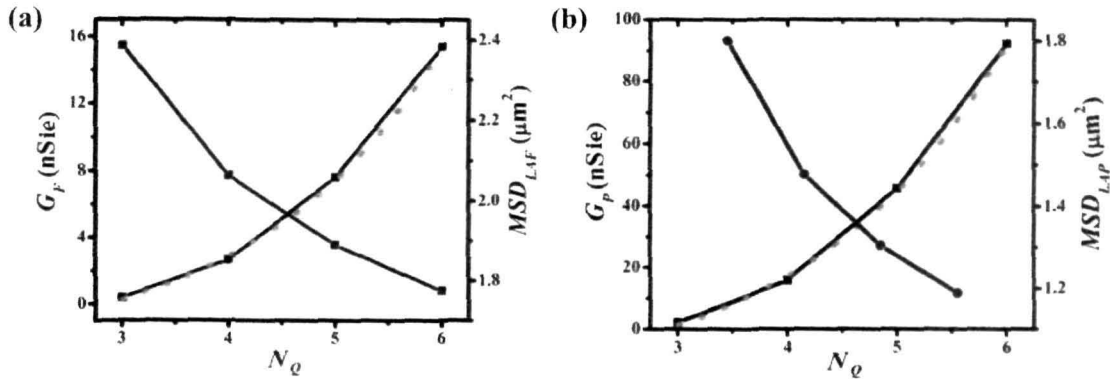 (a)
G_F (nSie)
16
12
8
4
0
3 4 5 6
N_Q
2.4
2.2
2.0
1.8
MSD_LAF (μm²)
(b)
G_P (nSie)
100
80
60
40
20
0
3 4 5 6
N_Q
1.8
1.6
1.4
1.2
MSD_LAP (μm²)